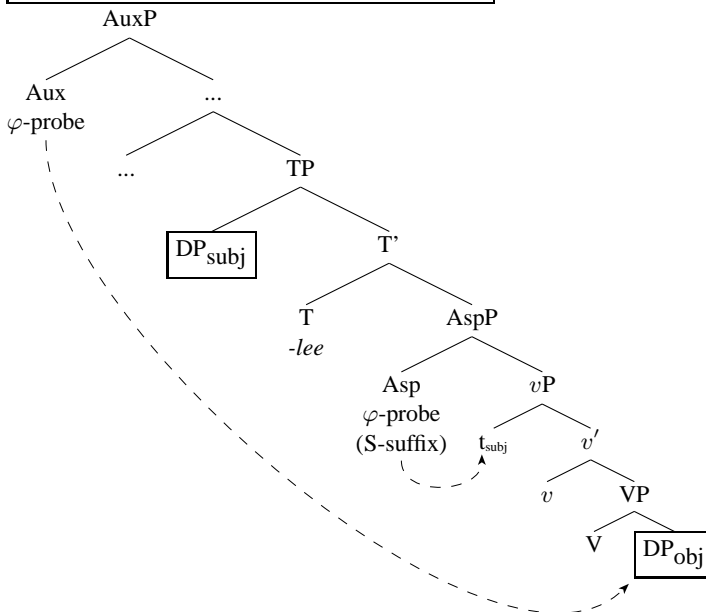 AuxP
Aux ...
φ-probe
... TP
DPsubj T’
T AspP
-lee
Asp vP
φ-probe
(S-suffix) tsubj v′
v VP
V DPobj